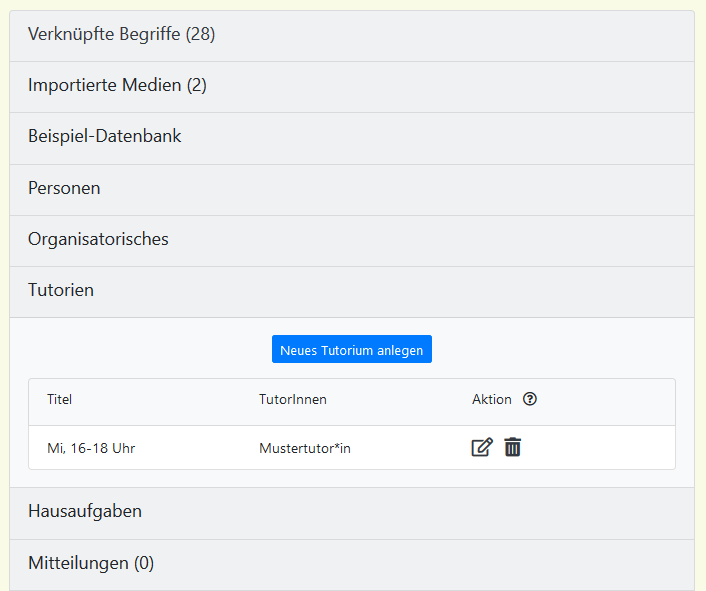 Verknüpfte Begriffe (28)
Importierte Medien (2)
Beispiel-Datenbank
Personen
Organisatorisches
Tutorien
Neues Tutorium anlegen
Titel TutorInnen Aktion
Mi, 16-18 Uhr Mustertutor*in
Hausaufgaben
Mitteilungen (0)